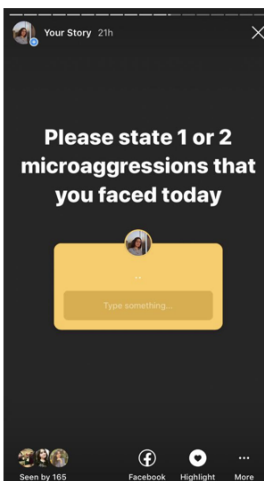 Your Story 21h
Please state 1 or 2
microaggressions that
you faced today
Type something...
Seen by 165
Facebook
Highlight
More